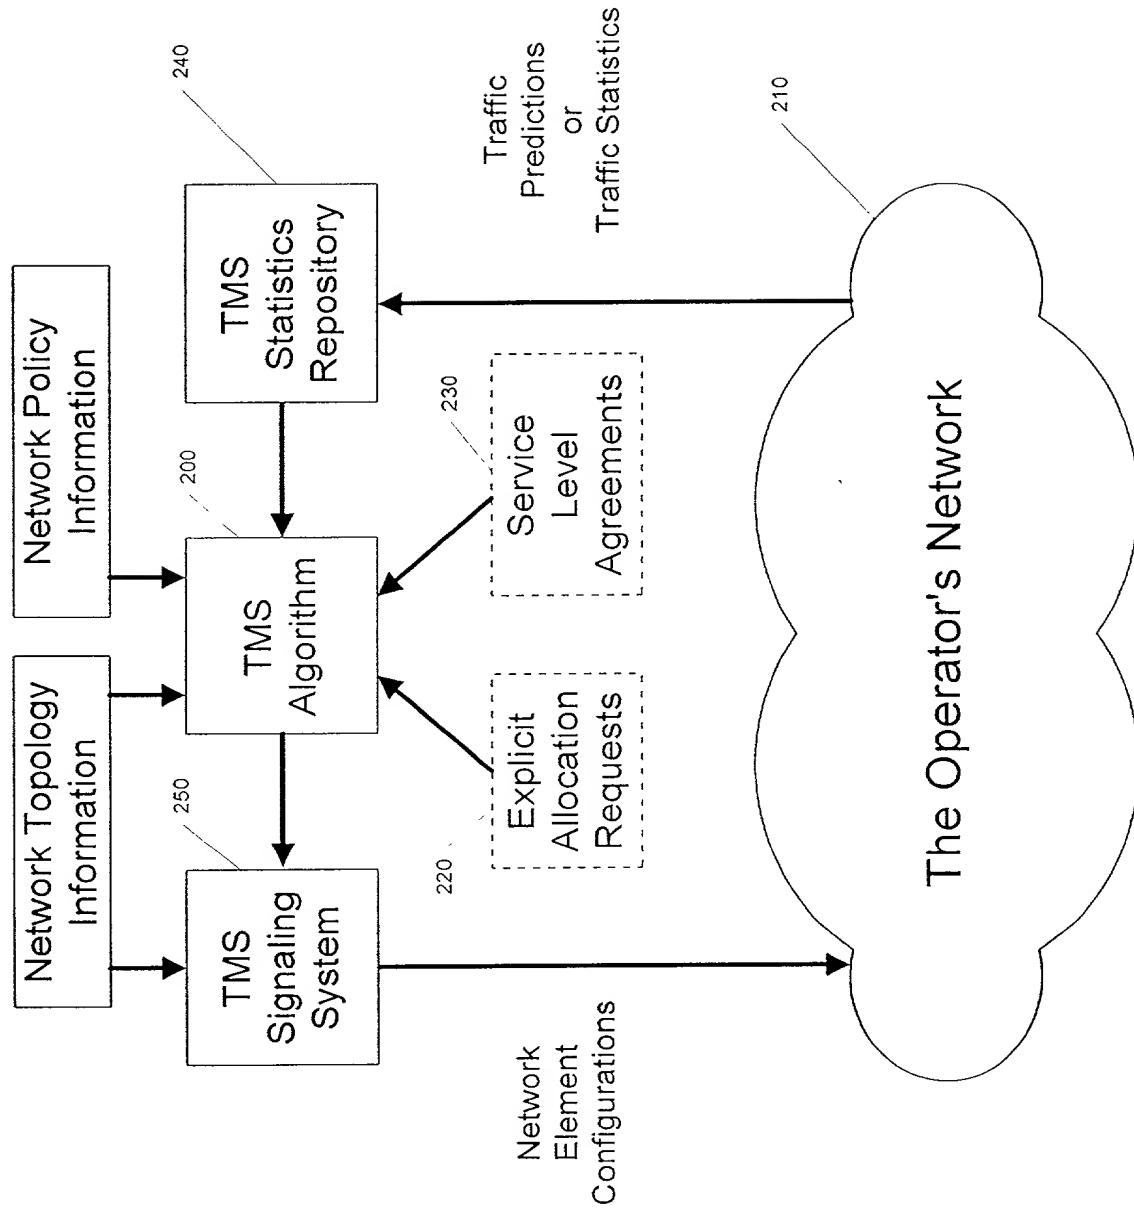 Network Topology
Information
Network Policy
Information
250
200
240
TMS
Signaling
System
TMS
Algorithm
TMS
Statistics
Repository
220
230
Explicit
Allocation
Requests
Service
Level
Agreements
Network
Element
Configurations
Traffic
Predictions
or
Traffic Statistics
210
The Operator's Network